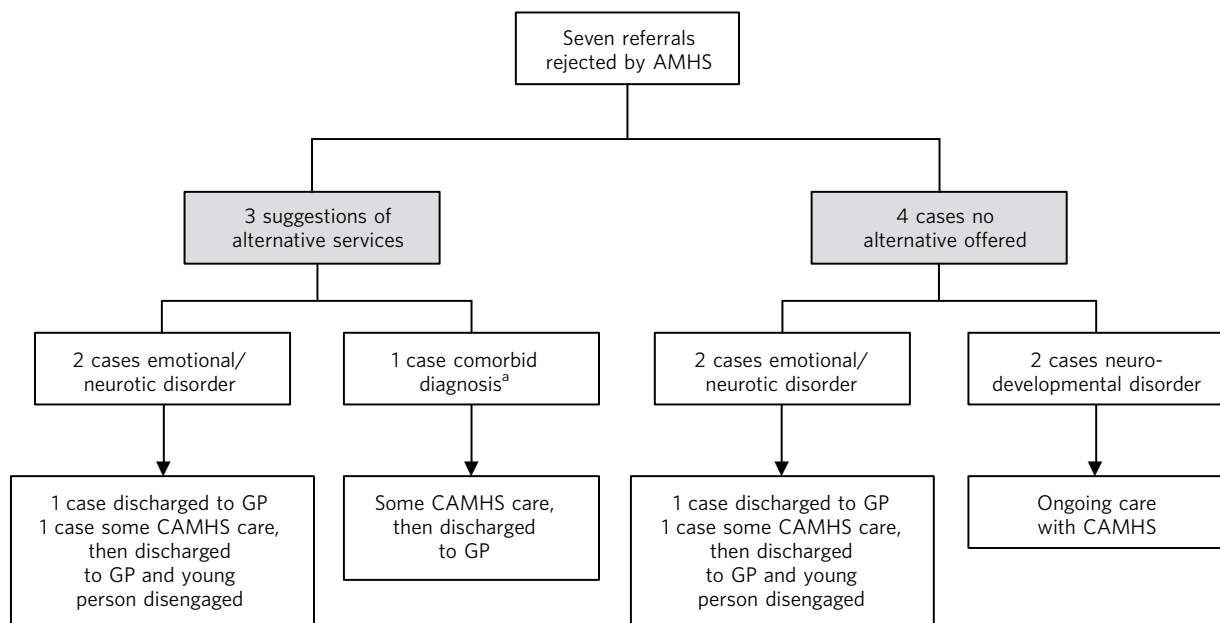 Seven referrals
rejected by AMHS
3 suggestions of
alternative services
4 cases no
alternative offered
2 cases emotional/
neurotic disorder
1 case comorbid
diagnosisᵃ
2 cases emotional/
neurotic disorder
2 cases neuro-
developmental disorder
1 case discharged to GP
1 case some CAMHS care,
then discharged
to GP and young
person disengaged
Some CAMHS care,
then discharged
to GP
1 case discharged to GP
1 case some CAMHS care,
then discharged
to GP and young
person disengaged
Ongoing care
with CAMHS